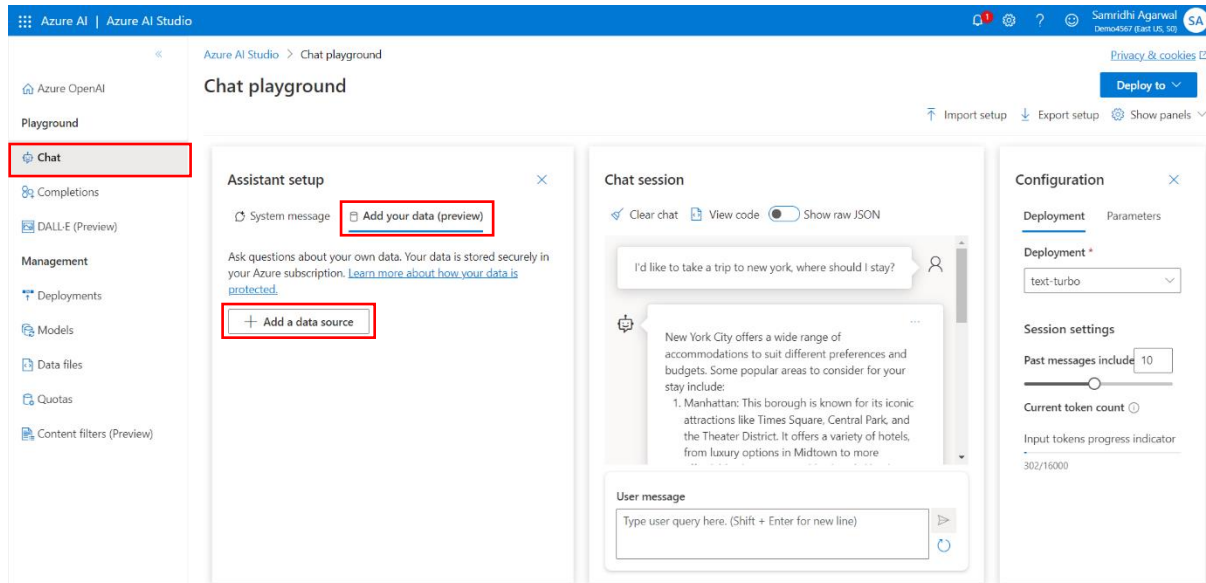 Azure AI | Azure AI Studio
1
Samridhi Agarwal
Demo4567 (East US, S0)
SA
Azure AI Studio > Chat playground
Privacy & cookies
Azure OpenAI
Chat playground
Deploy to
Playground
Import setup
Export setup
Show panels
Chat
Completions
DALL·E (Preview)
Management
Deployments
Models
Data files
Quotas
Content filters (Preview)
Assistant setup
System message
Add your data (preview)
Ask questions about your own data. Your data is stored securely in
your Azure subscription. Learn more about how your data is
protected.
+ Add a data source
Chat session
Clear chat
View code
Show raw JSON
I'd like to take a trip to new york, where should I stay?
...
New York City offers a wide range of
accommodations to suit different preferences and
budgets. Some popular areas to consider for your
stay include:
1. Manhattan: This borough is known for its iconic
attractions like Times Square, Central Park, and
the Theater District. It offers a variety of hotels,
from luxury options in Midtown to more
User message
Type user query here. (Shift + Enter for new line)
Configuration
Deployment
Parameters
Deployment *
text-turbo
Session settings
Past messages include 10
Current token count
Input tokens progress indicator
302/16000